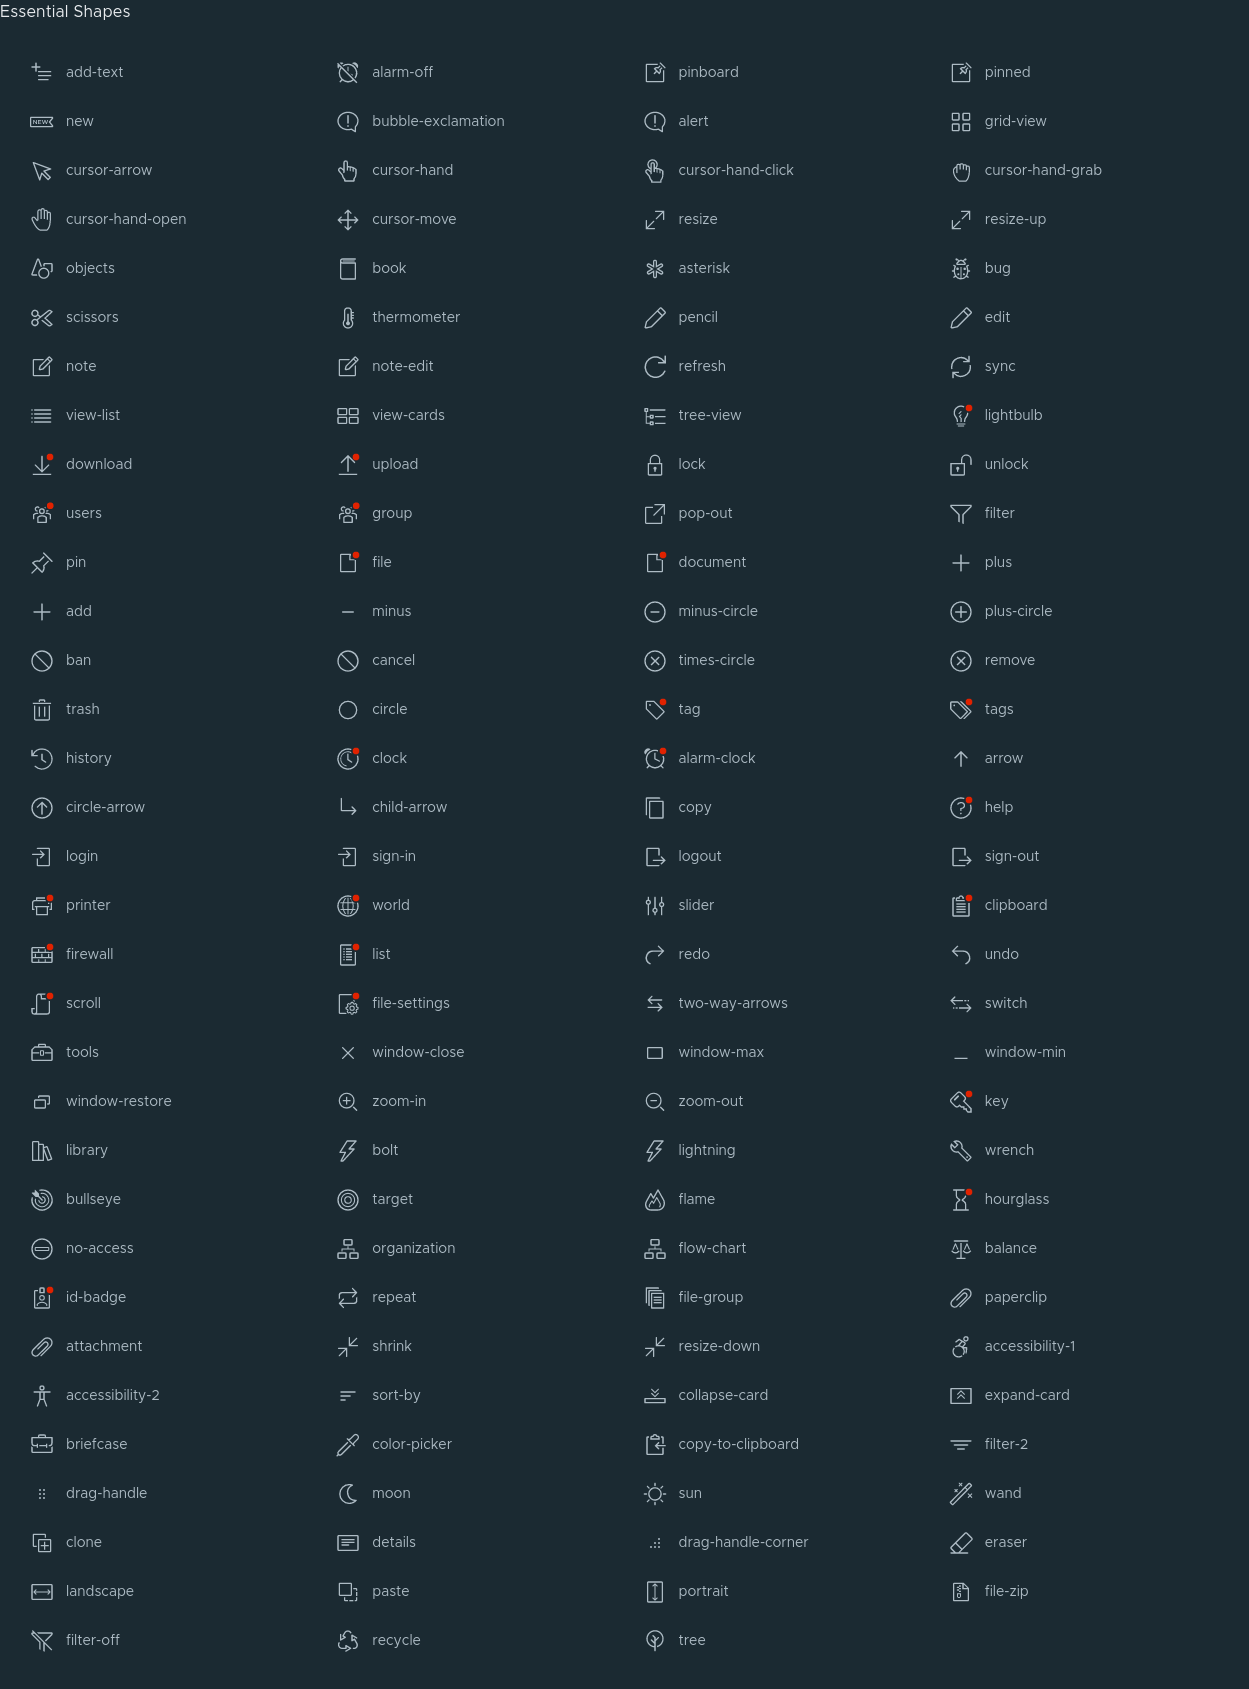 Essential Shapes
add-text alarm-off pinboard pinned
NEW new bubble-exclamation alert grid-view
cursor-arrow cursor-hand cursor-hand-click cursor-hand-grab
cursor-hand-open cursor-move resize resize-up
objects book asterisk bug
scissors thermometer pencil edit
note note-edit refresh sync
view-list view-cards tree-view lightbulb
download upload lock unlock
users group pop-out filter
pin file document plus
add minus minus-circle plus-circle
ban cancel times-circle remove
trash circle tag tags
history clock alarm-clock arrow
circle-arrow child-arrow copy help
login sign-in logout sign-out
printer world slider clipboard
firewall list redo undo
scroll file-settings two-way-arrows switch
tools window-close window-max window-min
window-restore zoom-in zoom-out key
library bolt lightning wrench
bullseye target flame hourglass
no-access organization flow-chart balance
id-badge repeat file-group paperclip
attachment shrink resize-down accessibility-1
accessibility-2 sort-by collapse-card expand-card
briefcase color-picker copy-to-clipboard filter-2
drag-handle moon sun wand
clone details drag-handle-corner eraser
landscape paste portrait file-zip
filter-off recycle tree